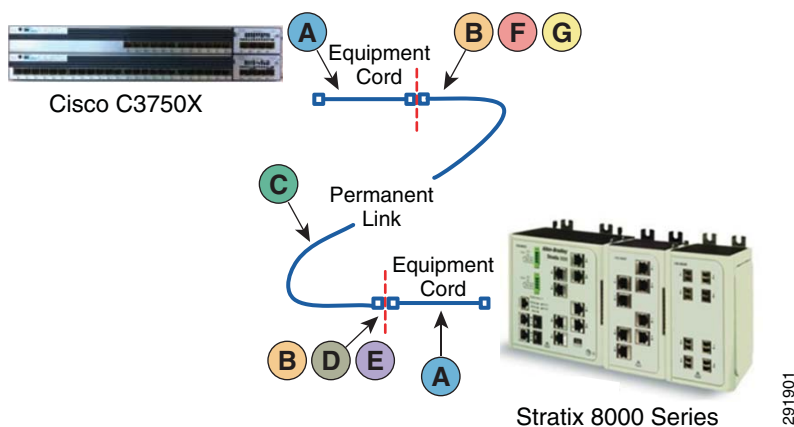 A
Equipment
Cord
B F G
Cisco C3750X
C
Permanent
Link
Equipment
Cord
B D E
A
Stratix 8000 Series
291901